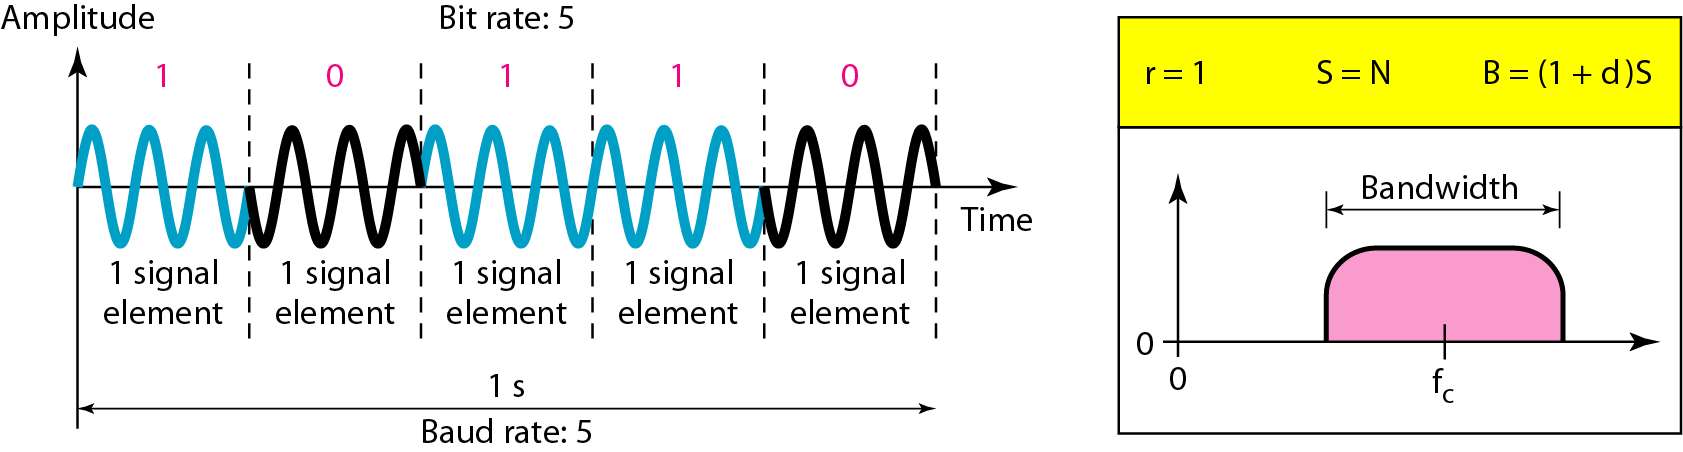 Amplitude
Bit rate: 5
1 0 1 1 0
1 signal element
1 signal element
1 signal element
1 signal element
1 signal element
Time
1 s
Baud rate: 5
r = 1 S = N B = (1 + d)S
Bandwidth
0
0
fc